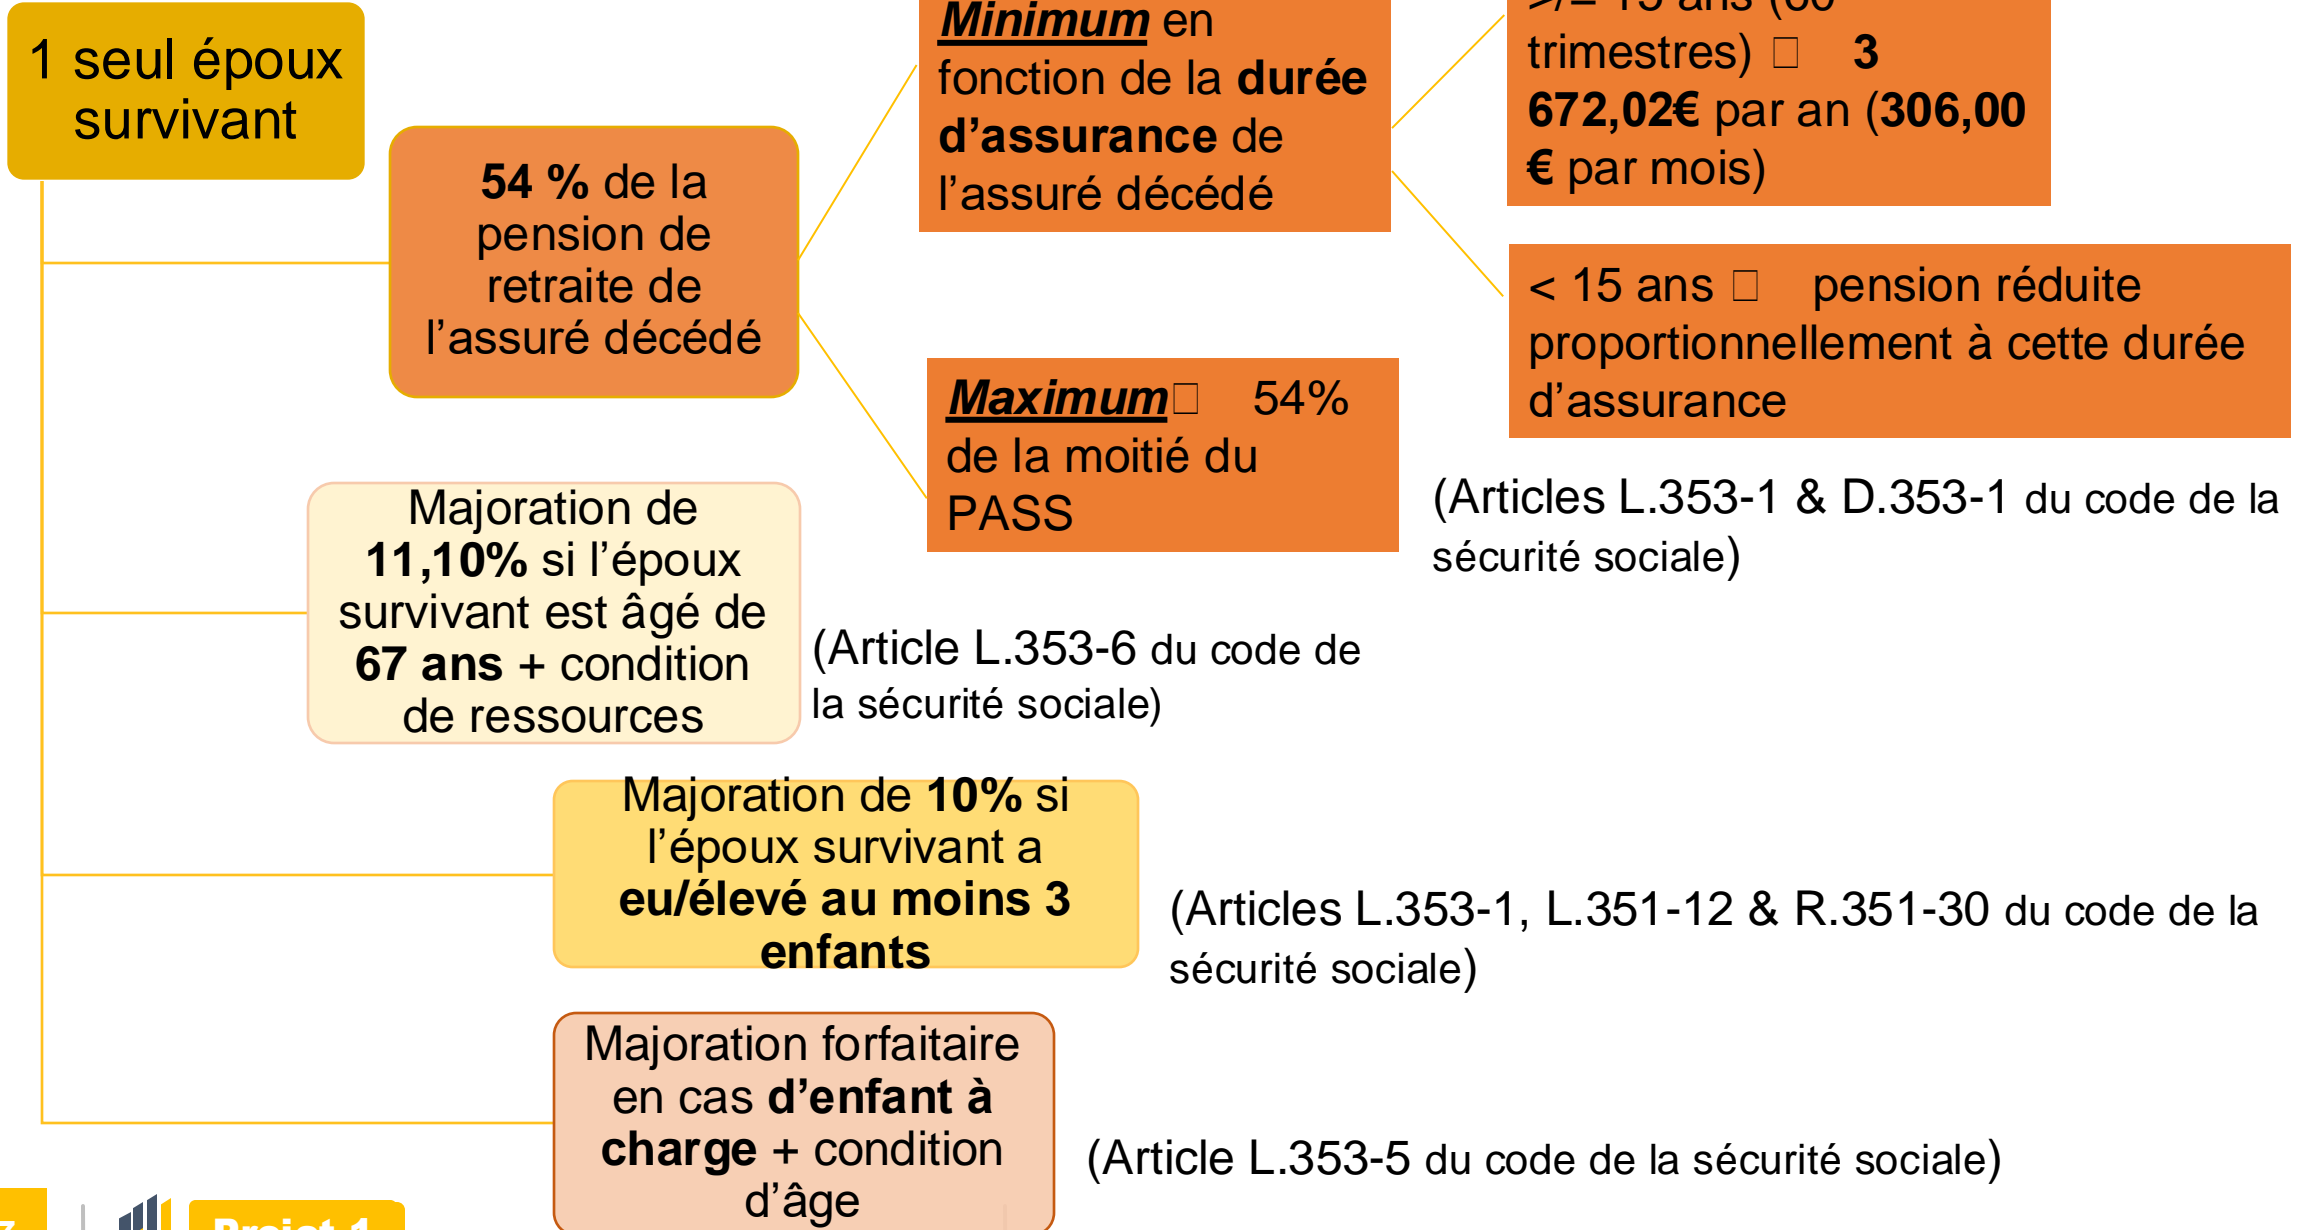 1 seul époux
survivant
54 % de la
pension de
retraite de
l’assuré décédé
Minimum en
fonction de la durée
d’assurance de
l’assuré décédé
>/= 15 ans (60
trimestres) □ 3
672,02€ par an (306,00
€ par mois)
< 15 ans □ pension réduite
proportionnellement à cette durée
d’assurance
Maximum□ 54%
de la moitié du
PASS
(Articles L.353-1 & D.353-1 du code de la
sécurité sociale)
Majoration de
11,10% si l’époux
survivant est âgé de
67 ans + condition
de ressources
(Article L.353-6 du code de
la sécurité sociale)
Majoration de 10% si
l’époux survivant a
eu/élevé au moins 3
enfants
(Articles L.353-1, L.351-12 & R.351-30 du code de la
sécurité sociale)
Majoration forfaitaire
en cas d’enfant à
charge + condition
d’âge
(Article L.353-5 du code de la sécurité sociale)
Projet 1